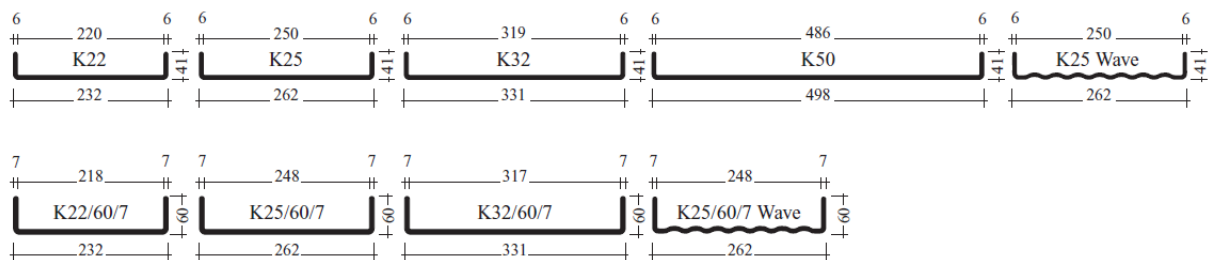 6 6 6 6 6 6 6 6 6 6
220 250 319 486 250
K22 41 K25 41 K32 41 K50 41 K25 Wave 41
232 262 331 498 262
7 7 7 7 7 7 7 7
218 248 317 248
K22/60/7 60 K25/60/7 60 K32/60/7 60 K25/60/7 Wave 60
232 262 331 262